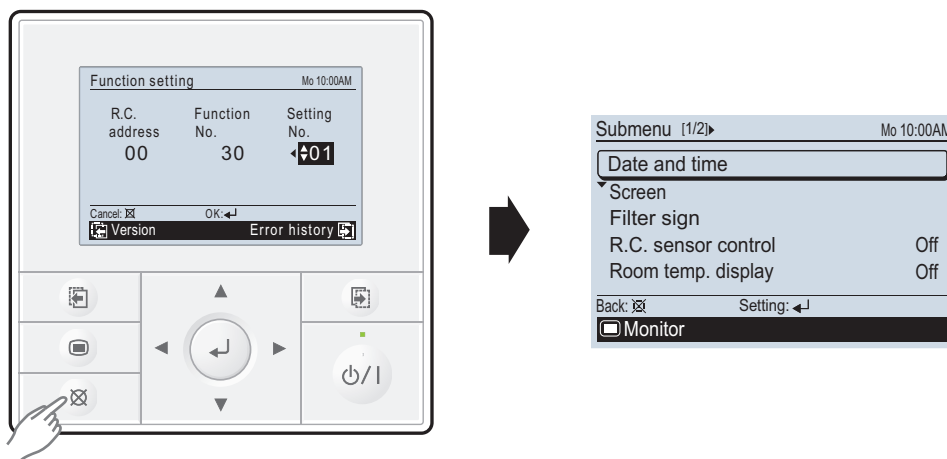 Function setting Mo 10:00AM
R.C. Function Setting
address No. No.
00 30 01
Cancel: OK:
Version Error history
Submenu [1/2] Mo 10:00AM
Date and time
Screen
Filter sign
R.C. sensor control Off
Room temp. display Off
Back: Setting:
Monitor